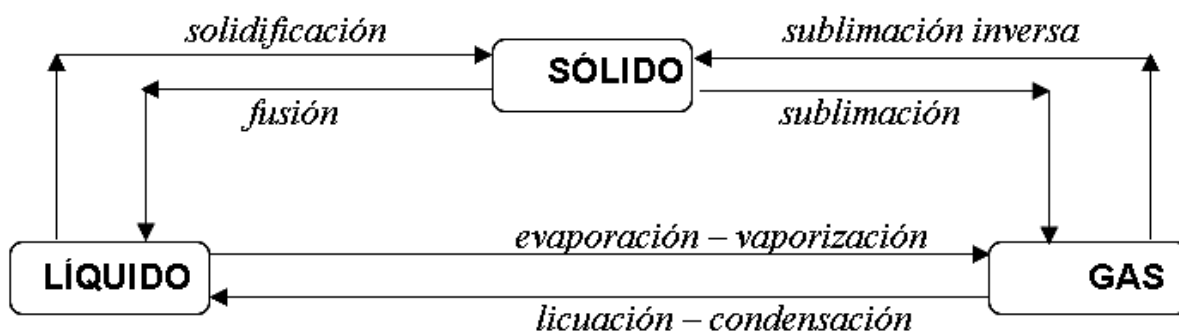 solidificación
sublimación inversa
SÓLIDO
fusión
sublimación
evaporación – vaporización
LÍQUIDO
GAS
licuación – condensación